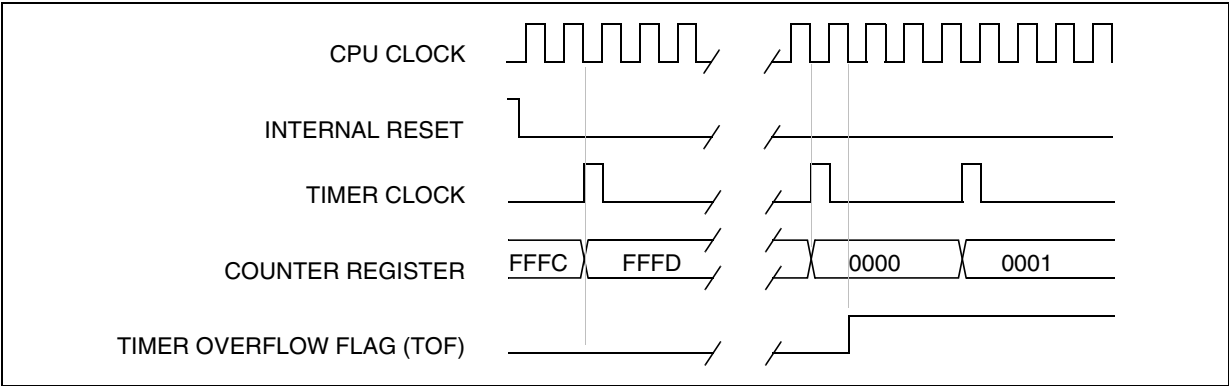 CPU CLOCK
INTERNAL RESET
TIMER CLOCK
COUNTER REGISTER FFFC FFFD 0000 0001
TIMER OVERFLOW FLAG (TOF)